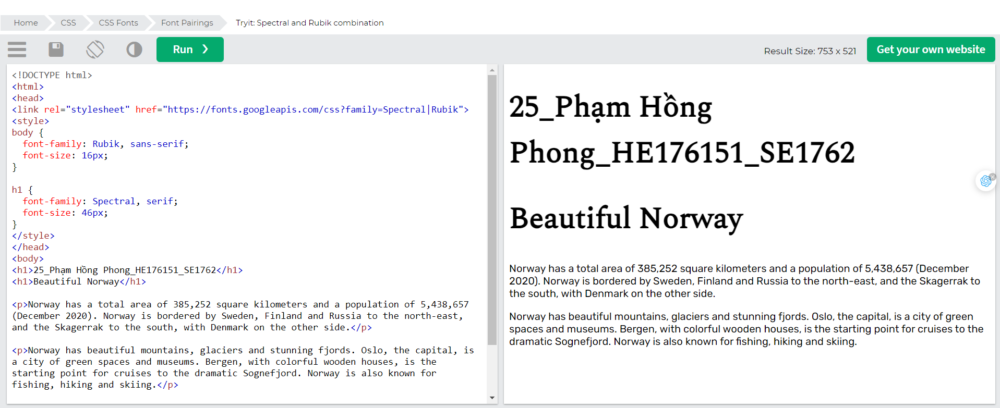 Home
CSS
CSS Fonts
Font Pairings
Tryit: Spectral and Rubik combination
Run ❯
Result Size: 753 x 521
Get your own website
<!DOCTYPE html>
<html>
<head>
<link rel="stylesheet" href="https://fonts.googleapis.com/css?family=Spectral|Rubik">
<style>
body {
  font-family: Rubik, sans-serif;
  font-size: 16px;
}
h1 {
  font-family: Spectral, serif;
  font-size: 46px;
}
</style>
</head>
<body>
<h1>25_Phạm Hồng Phong_HE176151_SE1762</h1>
<h1>Beautiful Norway</h1>
<p>Norway has a total area of 385,252 square kilometers and a population of 5,438,657
(December 2020). Norway is bordered by Sweden, Finland and Russia to the north-east,
and the Skagerrak to the south, with Denmark on the other side.</p>
<p>Norway has beautiful mountains, glaciers and stunning fjords. Oslo, the capital, is
a city of green spaces and museums. Bergen, with colorful wooden houses, is the
starting point for cruises to the dramatic Sognefjord. Norway is also known for
fishing, hiking and skiing.</p>
25_Phạm Hồng
Phong_HE176151_SE1762
Beautiful Norway
Norway has a total area of 385,252 square kilometers and a population of 5,438,657 (December
2020). Norway is bordered by Sweden, Finland and Russia to the north-east, and the Skagerrak to
the south, with Denmark on the other side.
Norway has beautiful mountains, glaciers and stunning fjords. Oslo, the capital, is a city of green
spaces and museums. Bergen, with colorful wooden houses, is the starting point for cruises to the
dramatic Sognefjord. Norway is also known for fishing, hiking and skiing.